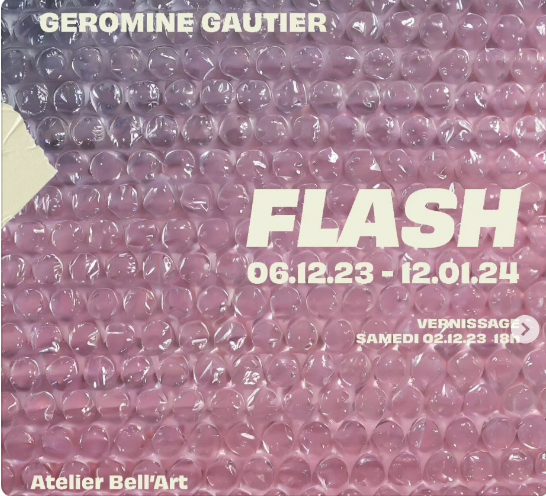 GEROMINE GAUTIER
FLASH
06.12.23 - 12.01.24
VERNISSAGE
SAMEDI 02.12.23 18h
Atelier Bell'Art